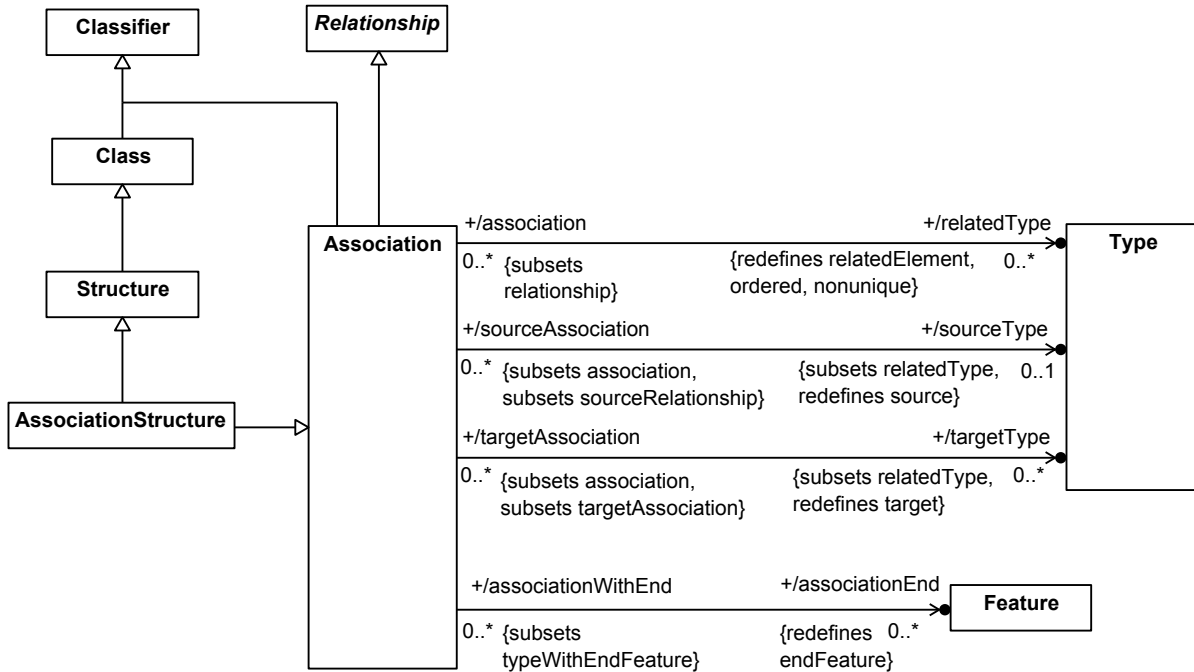 Classifier
Relationship
Class
Structure
AssociationStructure
Association
+/association
+/relatedType
Type
0..* {subsets
relationship}
{redefines relatedElement, 0..*
ordered, nonunique}
+/sourceAssociation
+/sourceType
0..* {subsets association,
subsets sourceRelationship}
{subsets relatedType, 0..1
redefines source}
+/targetAssociation
+/targetType
0..* {subsets association,
subsets targetAssociation}
{subsets relatedType, 0..*
redefines target}
+/associationWithEnd
+/associationEnd
Feature
0..* {subsets
typeWithEndFeature}
{redefines 0..*
endFeature}